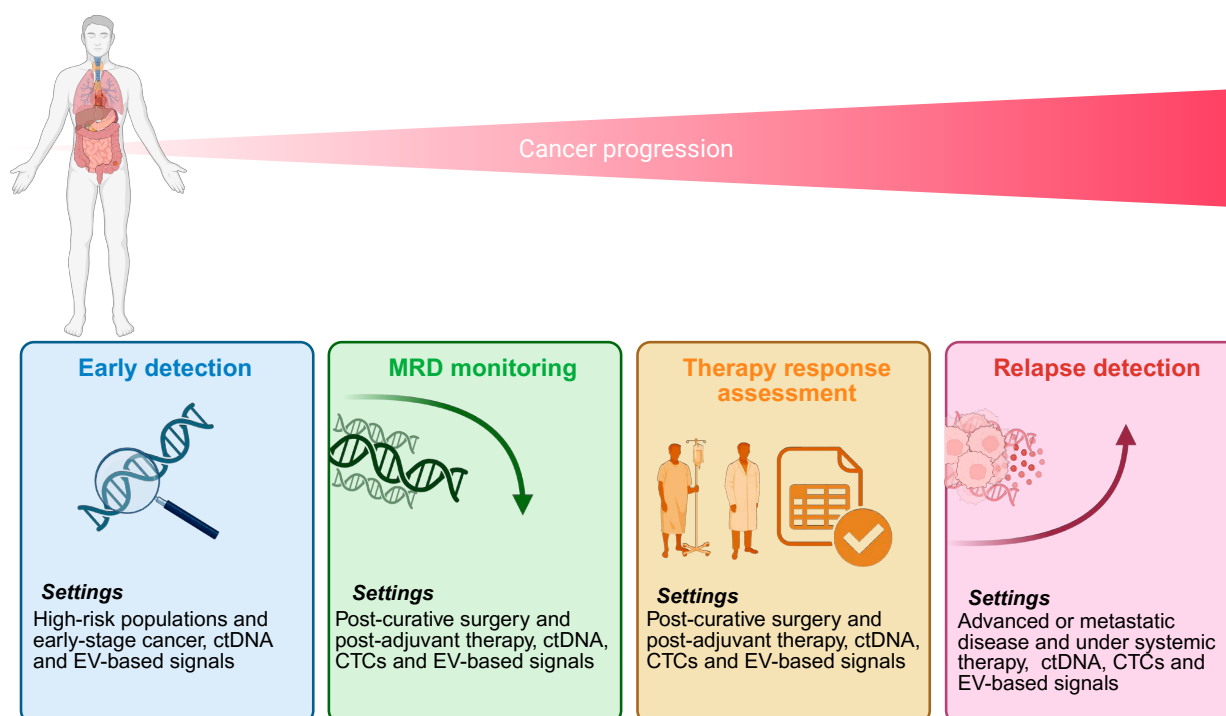 Cancer progression
Early detection
Settings
High-risk populations and
early-stage cancer, ctDNA
and EV-based signals
MRD monitoring
Settings
Post-curative surgery and
post-adjuvant therapy, ctDNA,
CTCs and EV-based signals
Therapy response
assessment
Settings
Post-curative surgery and
post-adjuvant therapy, ctDNA,
CTCs and EV-based signals
Relapse detection
Settings
Advanced or metastatic
disease and under systemic
therapy, ctDNA, CTCs and
EV-based signals